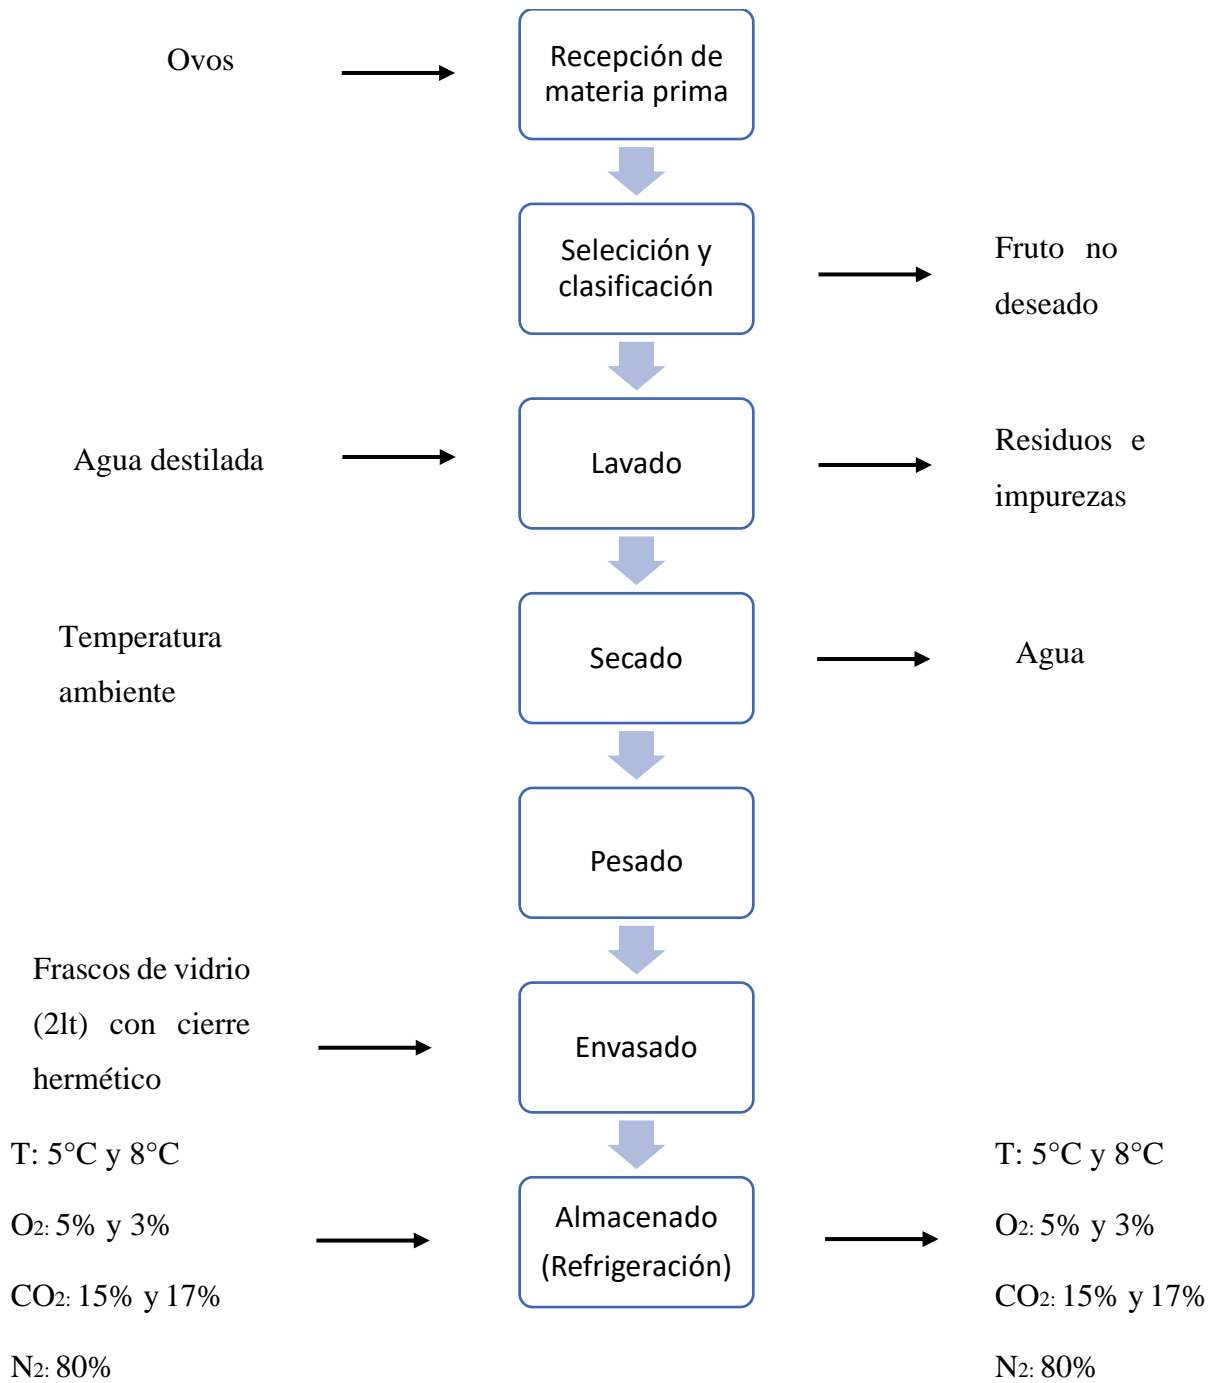 Ovos
Recepción de
materia prima
Selecición y
clasificación
Fruto no
deseado
Agua destilada
Lavado
Residuos e
impurezas
Temperatura
ambiente
Secado
Agua
Pesado
Frascos de vidrio
(2lt) con cierre
hermético
Envasado
T: 5°C y 8°C
O2: 5% y 3%
CO2: 15% y 17%
N2: 80%
Almacenado
(Refrigeración)
T: 5°C y 8°C
O2: 5% y 3%
CO2: 15% y 17%
N2: 80%